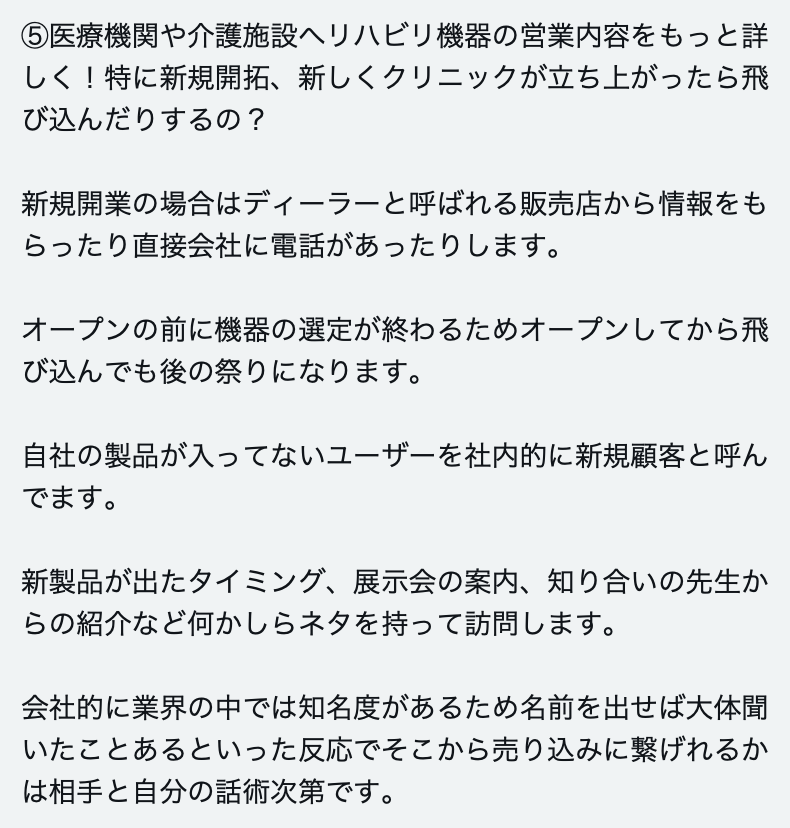 ⑤医療機関や介護施設へリハビリ機器の営業内容をもっと詳
しく！特に新規開拓、新しくクリニックが立ち上がったら飛
び込んだりするの？
新規開業の場合はディーラーと呼ばれる販売店から情報をも
らったり直接会社に電話があったりします。
オープンの前に機器の選定が終わるためオープンしてから飛
び込んでも後の祭りになります。
自社の製品が入ってないユーザーを社内的に新規顧客と呼ん
でます。
新製品が出たタイミング、展示会の案内、知り合いの先生か
らの紹介など何かしらネタを持って訪問します。
会社的に業界の中では知名度があるため名前を出せば大体聞
いたことあるといった反応でそこから売り込みに繋げれるか
は相手と自分の話術次第です。